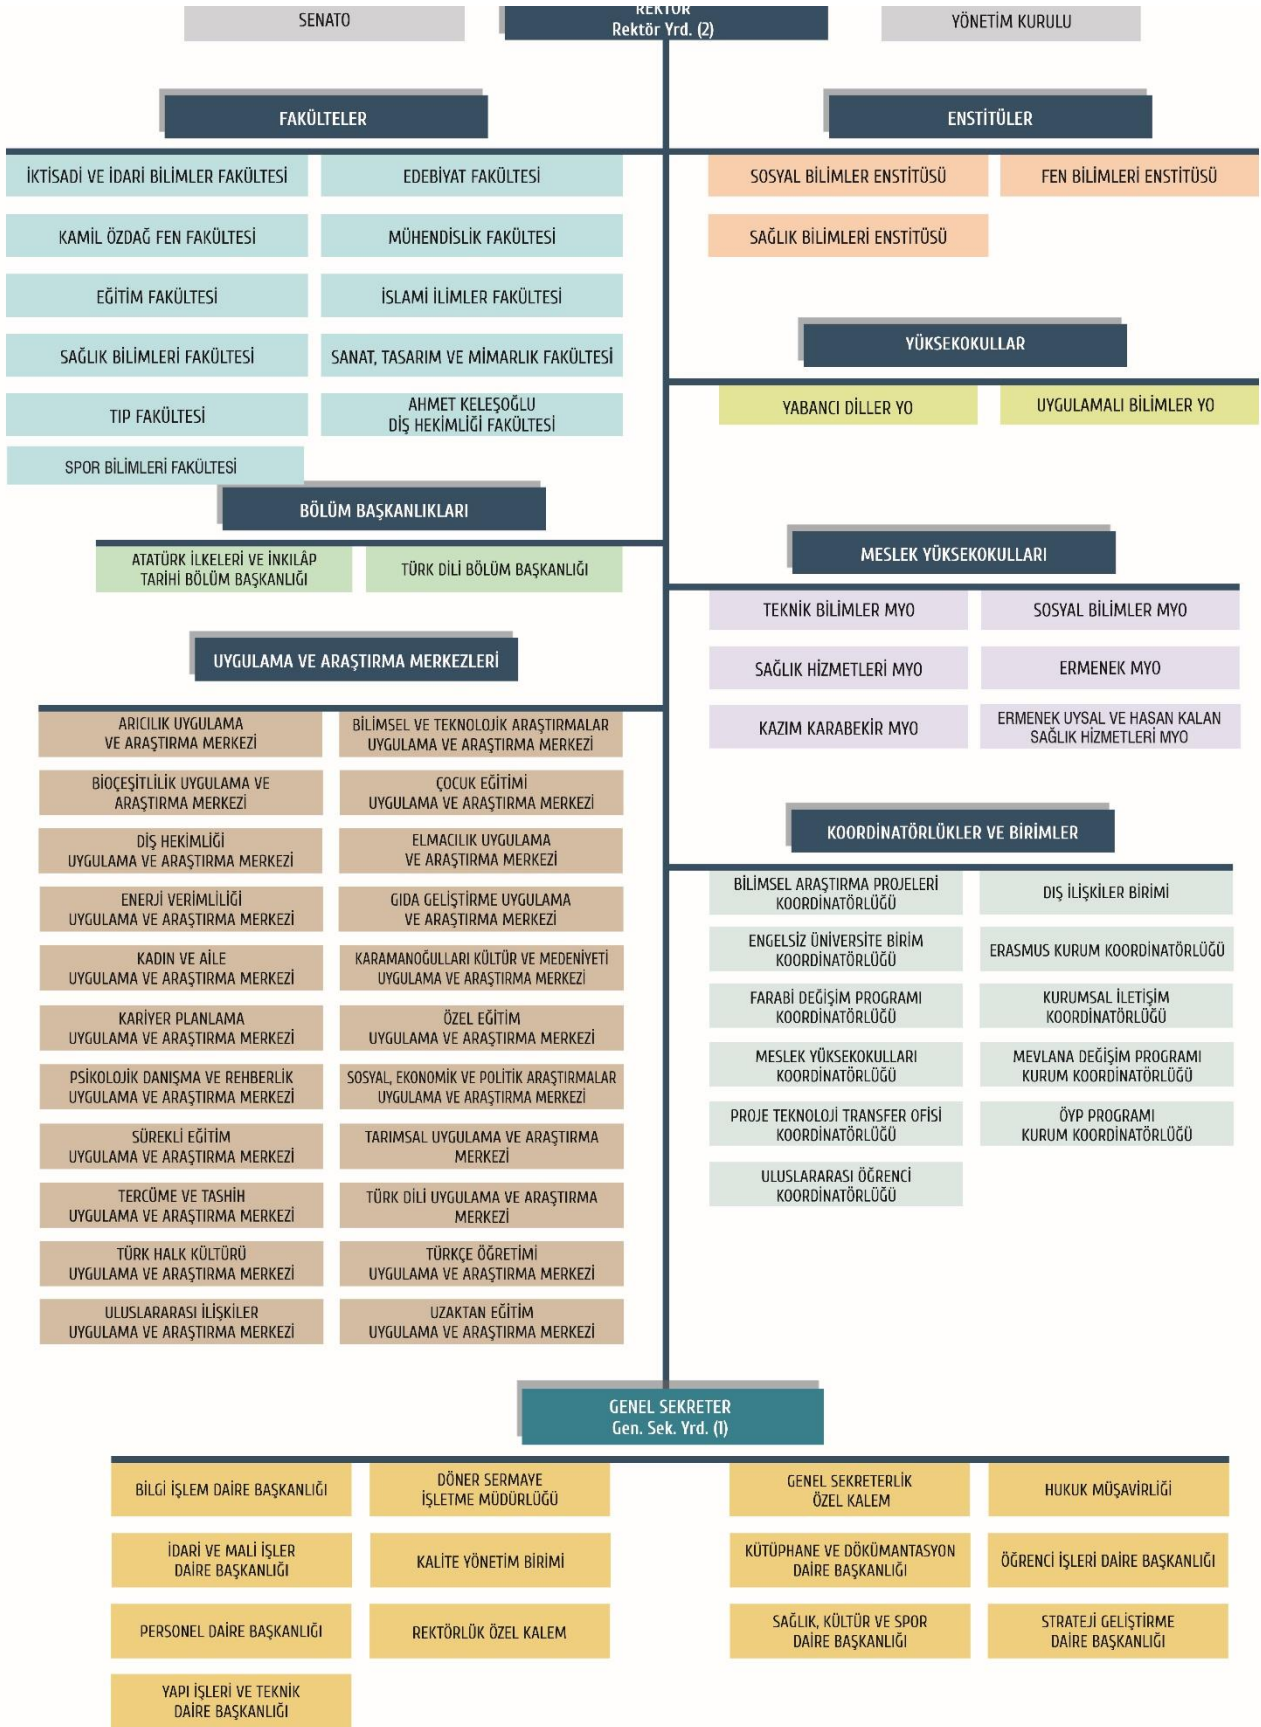 SENATO
REKTÖR
Rektör Yrd. (2)
YÖNETİM KURULU
FAKÜLTELER
İKTİSADİ VE İDARİ BİLİMLER FAKÜLTESİ
EDEBİYAT FAKÜLTESİ
KAMİL ÖZDAĞ FEN FAKÜLTESİ
MÜHENDİSLİK FAKÜLTESİ
EĞİTİM FAKÜLTESİ
İSLAMİ İLİMLER FAKÜLTESİ
SAĞLIK BİLİMLERİ FAKÜLTESİ
SANAT, TASARIM VE MİMARLIK FAKÜLTESİ
TIP FAKÜLTESİ
AHMET KELEŞOĞLU
DİŞ HEKİMLİĞİ FAKÜLTESİ
SPOR BİLİMLERİ FAKÜLTESİ
ENSTİTÜLER
SOSYAL BİLİMLER ENSTİTÜSÜ
FEN BİLİMLERİ ENSTİTÜSÜ
SAĞLIK BİLİMLERİ ENSTİTÜSÜ
YÜKSEKOKULLAR
YABANCI DİLLER YO
UYGULAMALI BİLİMLER YO
BÖLÜM BAŞKANLIKLARI
ATATÜRK İLKELERİ VE İNKILÂP
TARİHİ BÖLÜM BAŞKANLIĞI
TÜRK DİLİ BÖLÜM BAŞKANLIĞI
MESLEK YÜKSEKOKULLARI
TEKNİK BİLİMLER MYO
SOSYAL BİLİMLER MYO
SAĞLIK HİZMETLERİ MYO
ERMENEK MYO
KAZIM KARABEKİR MYO
ERMENEK UYSAL VE HASAN KALAN
SAĞLIK HİZMETLERİ MYO
UYGULAMA VE ARAŞTIRMA MERKEZLERİ
ARICILIK UYGULAMA
VE ARAŞTIRMA MERKEZİ
BİLİMSEL VE TEKNOLOJİK ARAŞTIRMALAR
UYGULAMA VE ARAŞTIRMA MERKEZİ
BİOÇEŞİTLİLİK UYGULAMA VE
ARAŞTIRMA MERKEZİ
ÇOCUK EĞİTİMİ
UYGULAMA VE ARAŞTIRMA MERKEZİ
DİŞ HEKİMLİĞİ
UYGULAMA VE ARAŞTIRMA MERKEZİ
ELMACILIK UYGULAMA
VE ARAŞTIRMA MERKEZİ
ENERJİ VERİMLİLİĞİ
UYGULAMA VE ARAŞTIRMA MERKEZİ
GIDA GELİŞTİRME UYGULAMA
VE ARAŞTIRMA MERKEZİ
KADIN VE AİLE
UYGULAMA VE ARAŞTIRMA MERKEZİ
KARAMANOĞULLARI KÜLTÜR VE MEDENİYETİ
UYGULAMA VE ARAŞTIRMA MERKEZİ
KARİYER PLANLAMA
UYGULAMA VE ARAŞTIRMA MERKEZİ
ÖZEL EĞİTİM
UYGULAMA VE ARAŞTIRMA MERKEZİ
PSİKOLOJİK DANIŞMA VE REHBERLİK
UYGULAMA VE ARAŞTIRMA MERKEZİ
SOSYAL, EKONOMİK VE POLİTİK ARAŞTIRMALAR
UYGULAMA VE ARAŞTIRMA MERKEZİ
SÜREKLİ EĞİTİM
UYGULAMA VE ARAŞTIRMA MERKEZİ
TARIMSAL UYGULAMA VE ARAŞTIRMA
MERKEZİ
TERCÜME VE TASHİH
UYGULAMA VE ARAŞTIRMA MERKEZİ
TÜRK DİLİ UYGULAMA VE ARAŞTIRMA
MERKEZİ
TÜRK HALK KÜLTÜRÜ
UYGULAMA VE ARAŞTIRMA MERKEZİ
TÜRKÇE ÖĞRETİMİ
UYGULAMA VE ARAŞTIRMA MERKEZİ
ULUSLARARASI İLİŞKİLER
UYGULAMA VE ARAŞTIRMA MERKEZİ
UZAKTAN EĞİTİM
UYGULAMA VE ARAŞTIRMA MERKEZİ
KOORDİNATÖRLÜKLER VE BİRİMLER
BİLİMSEL ARAŞTIRMA PROJELERİ
KOORDİNATÖRLÜĞÜ
DIŞ İLİŞKİLER BİRİMİ
ENGELSİZ ÜNİVERSİTE BİRİM
KOORDİNATÖRLÜĞÜ
ERASMUS KURUM KOORDİNATÖRLÜĞÜ
FARABİ DEĞİŞİM PROGRAMI
KOORDİNATÖRLÜĞÜ
KURUMSAL İLETİŞİM
KOORDİNATÖRLÜĞÜ
MESLEK YÜKSEKOKULLARI
KOORDİNATÖRLÜĞÜ
MEVLANA DEĞİŞİM PROGRAMI
KURUM KOORDİNATÖRLÜĞÜ
PROJE TEKNOLOJİ TRANSFER OFİSİ
KOORDİNATÖRLÜĞÜ
ÖYP PROGRAMI
KURUM KOORDİNATÖRLÜĞÜ
ULUSLARARASI ÖĞRENCİ
KOORDİNATÖRLÜĞÜ
GENEL SEKRETER
Gen. Sek. Yrd. (1)
BİLGİ İŞLEM DAİRE BAŞKANLIĞI
DÖNER SERMAYE
İŞLETME MÜDÜRLÜĞÜ
GENEL SEKRETERLİK
ÖZEL KALEM
HUKUK MÜŞAVİRLİĞİ
İDARİ VE MALİ İŞLER
DAİRE BAŞKANLIĞI
KALİTE YÖNETİM BİRİMİ
KÜTÜPHANE VE DÖKÜMANTASYON
DAİRE BAŞKANLIĞI
ÖĞRENCİ İŞLERİ DAİRE BAŞKANLIĞI
PERSONEL DAİRE BAŞKANLIĞI
REKTÖRLÜK ÖZEL KALEM
SAĞLIK, KÜLTÜR VE SPOR
DAİRE BAŞKANLIĞI
STRATEJİ GELİŞTİRME
DAİRE BAŞKANLIĞI
YAPI İŞLERİ VE TEKNİK
DAİRE BAŞKANLIĞI